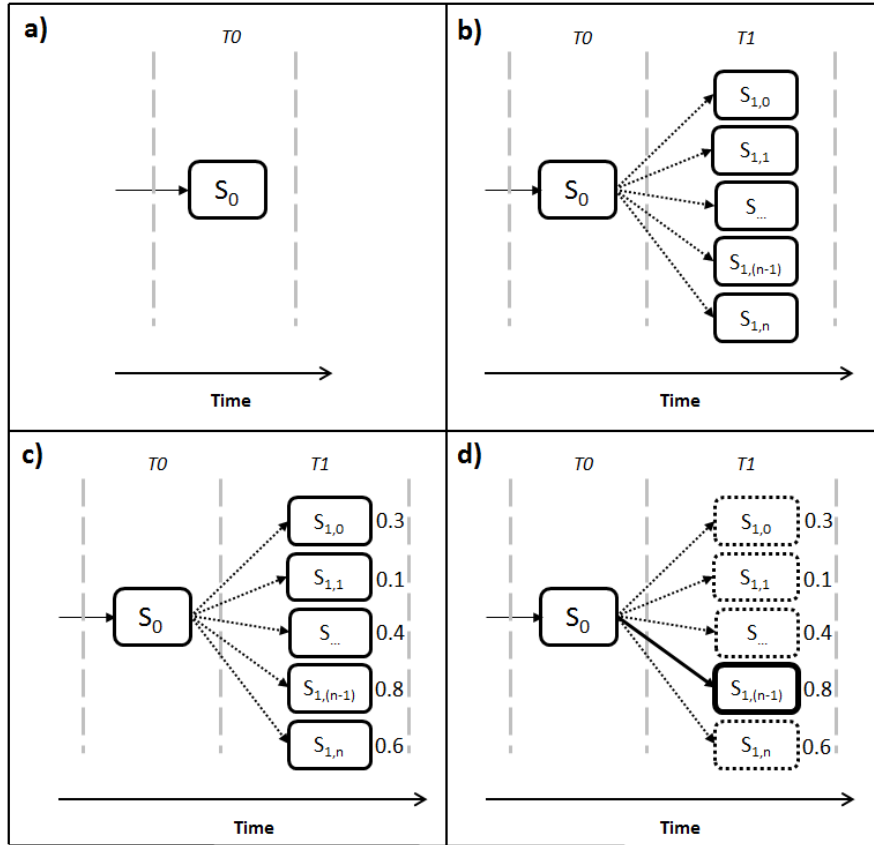 a)
T0
S0
Time
b)
T0 T1
S1,0
S1,1
S0
S...
S1,(n-1)
S1,n
Time
c)
T0 T1
S1,0 0.3
S1,1 0.1
S0
S... 0.4
S1,(n-1) 0.8
S1,n 0.6
Time
d)
T0 T1
S1,0 0.3
S1,1 0.1
S0
S... 0.4
S1,(n-1) 0.8
S1,n 0.6
Time